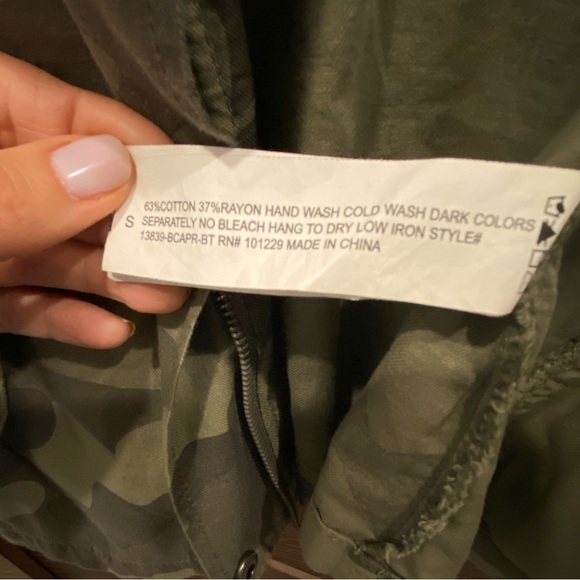 63%COTTON 37%RAYON HAND WASH COLD WASH DARK COLORS
S SEPARATELY NO BLEACH HANG TO DRY LOW IRON STYLE#
13839-BCAPR-BT RN# 101229 MADE IN CHINA